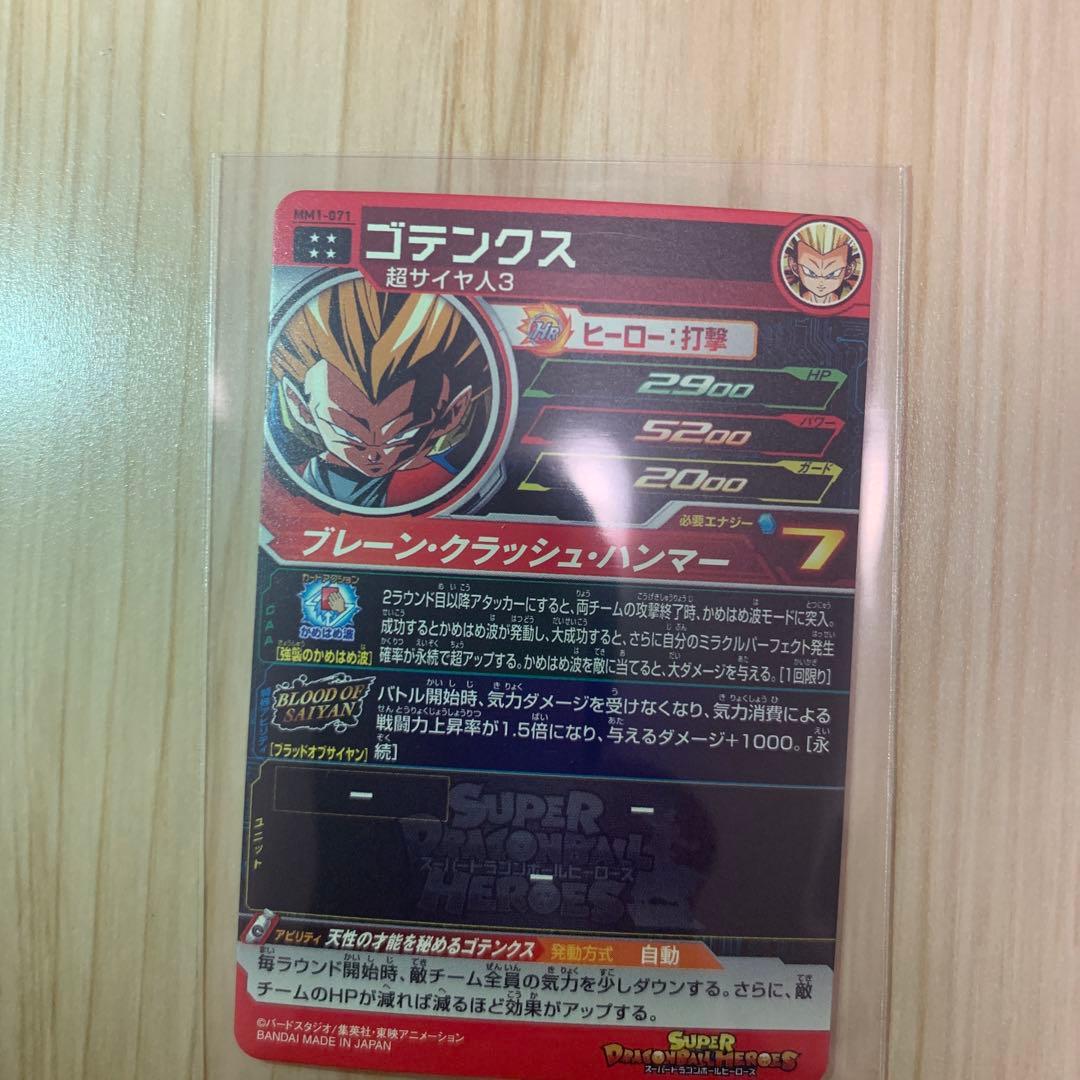 MM1-071
ゴテンクス
超サイヤ人3
HR ヒーロー:打撃
HP 2900
パワー 5200
ガード 2000
必要エナジー 7
ブレーン・クラッシュ・ハンマー
CAA
カードアクション
かめはめ波
[強襲のかめはめ波]
2ラウンド目以降アタッカーにすると、両チームの攻撃終了時、かめはめ波モードに突入。
成功するとかめはめ波が発動し、大成功すると、さらに自分のミラクルパーフェクト発生
確率が永続で超アップする。かめはめ波を敵に当てると、大ダメージを与える。[1回限り]
BLOOD OF
SAIYAN
[ブラッドオブサイヤン]
バトル開始時、気力ダメージを受けなくなり、気力消費による
戦闘力上昇率が1.5倍になり、与えるダメージ+1000。[永
続]
ユニット
ー
ー
ー
SUPER
DRAGONBALL
スーパードラゴンボールヒーローズ
HEROES
アビリティ 天性の才能を秘めるゴテンクス 発動方式 自動
毎ラウンド開始時、敵チーム全員の気力を少しダウンする。さらに、敵
チームのHPが減れば減るほど効果がアップする。
©バードスタジオ/集英社・東映アニメーション
BANDAI MADE IN JAPAN
SUPER
DRAGONBALL HEROES
スーパードラゴンボールヒーローズ